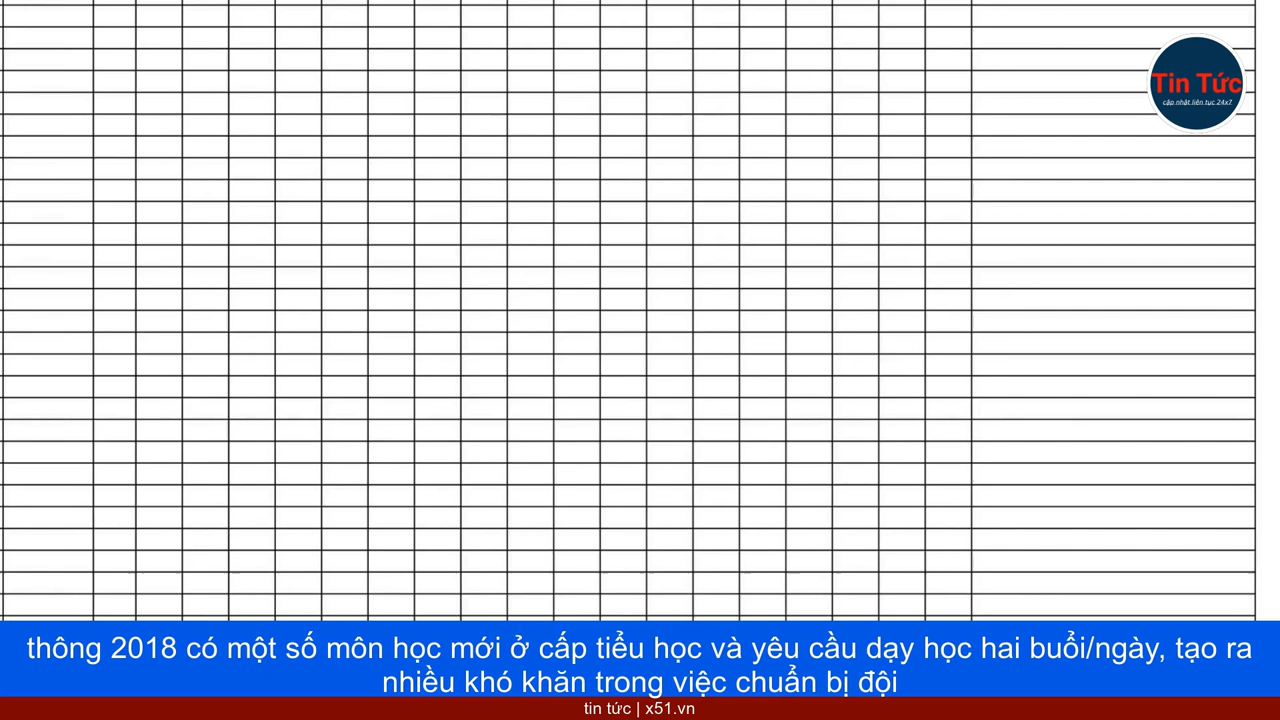 Tin Tức
cập nhật liên tục 24x7
thông 2018 có một số môn học mới ở cấp tiểu học và yêu cầu dạy học hai buổi/ngày, tạo ra
nhiều khó khăn trong việc chuẩn bị đội
tin tức | x51.vn